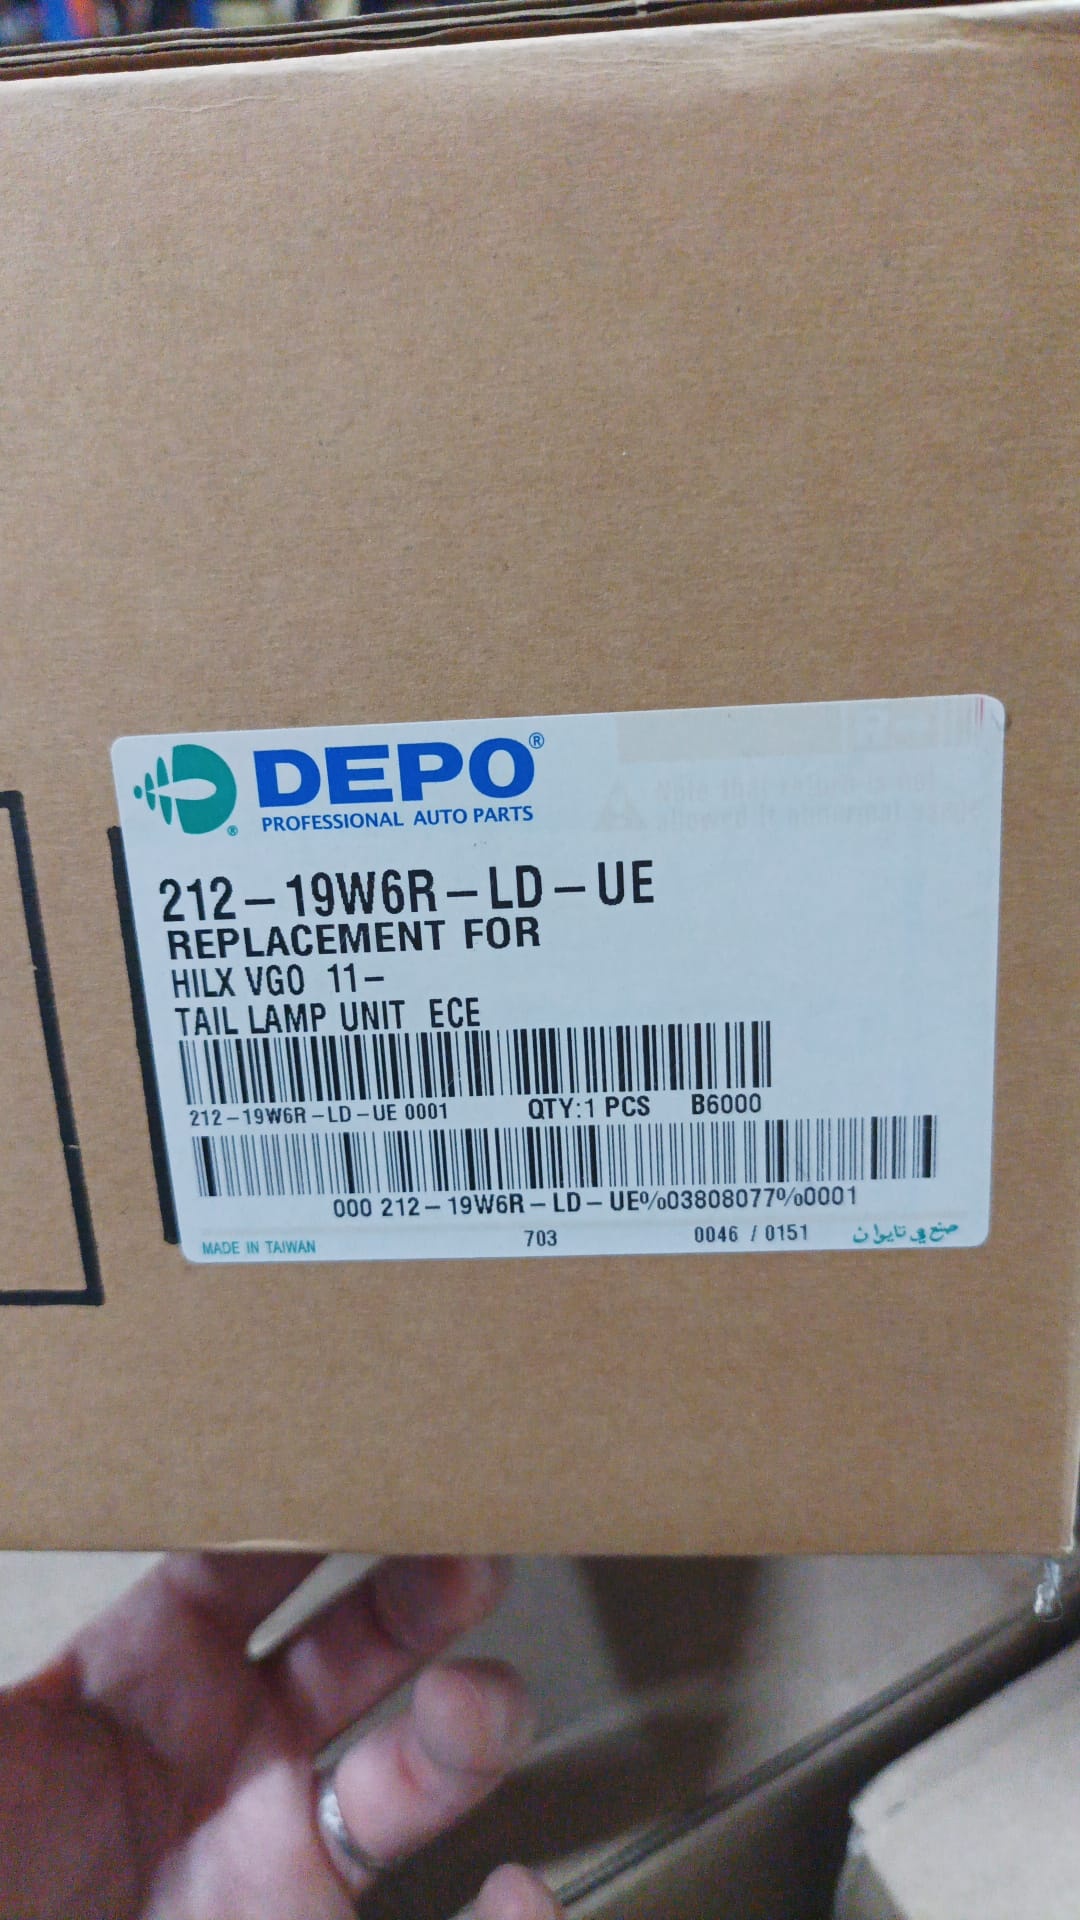 DEPO®
PROFESSIONAL AUTO PARTS
212-19W6R-LD-UE
REPLACEMENT FOR
HILX VGO 11-
TAIL LAMP UNIT ECE
212-19W6R-LD-UE 0001 QTY:1 PCS B6000
000 212-19W6R-LD-UE%03808077%0001
MADE IN TAIWAN 703 0046 / 0151 صنع في تايوان